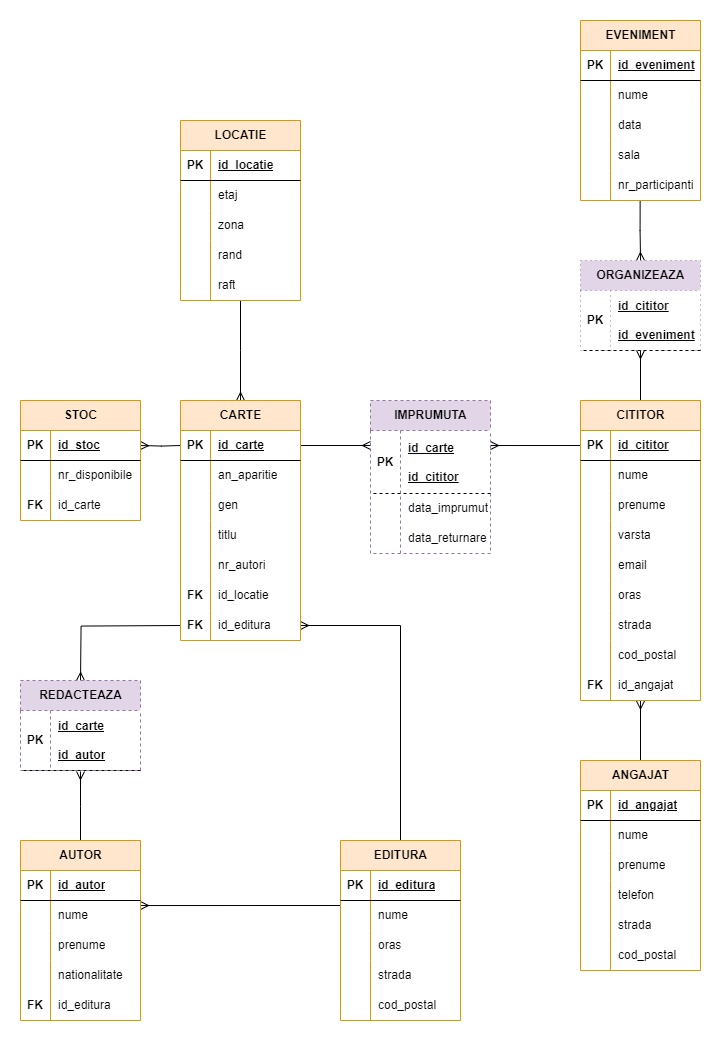 EVENIMENT
PK id_eveniment
nume
data
sala
nr_participanti
LOCATIE
PK id_locatie
etaj
zona
rand
raft
ORGANIZEAZA
PK
id_cititor
id_eveniment
STOC
PK id_stoc
nr_disponibile
FK id_carte
CARTE
PK id_carte
an_aparitie
gen
titlu
nr_autori
FK id_locatie
FK id_editura
IMPRUMUTA
PK
id_carte
id_cititor
data_imprumut
data_returnare
CITITOR
PK id_cititor
nume
prenume
varsta
email
oras
strada
cod_postal
FK id_angajat
REDACTEAZA
PK
id_carte
id_autor
ANGAJAT
PK id_angajat
nume
prenume
telefon
strada
cod_postal
AUTOR
PK id_autor
nume
prenume
nationalitate
FK id_editura
EDITURA
PK id_editura
nume
oras
strada
cod_postal